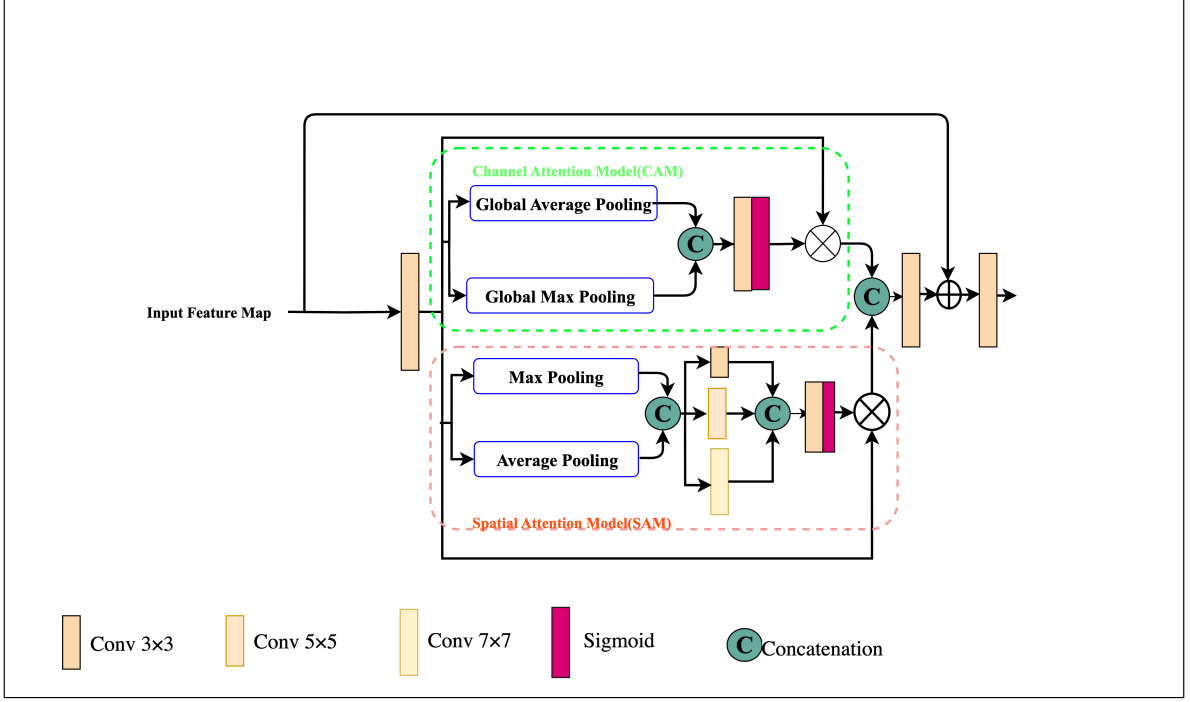 Channel Attention Model(CAM)
Global Average Pooling
C
Global Max Pooling
C
Input Feature Map
Max Pooling
C
C
Average Pooling
Spatial Attention Model(SAM)
Conv 3×3
Conv 5×5
Conv 7×7
Sigmoid
C Concatenation